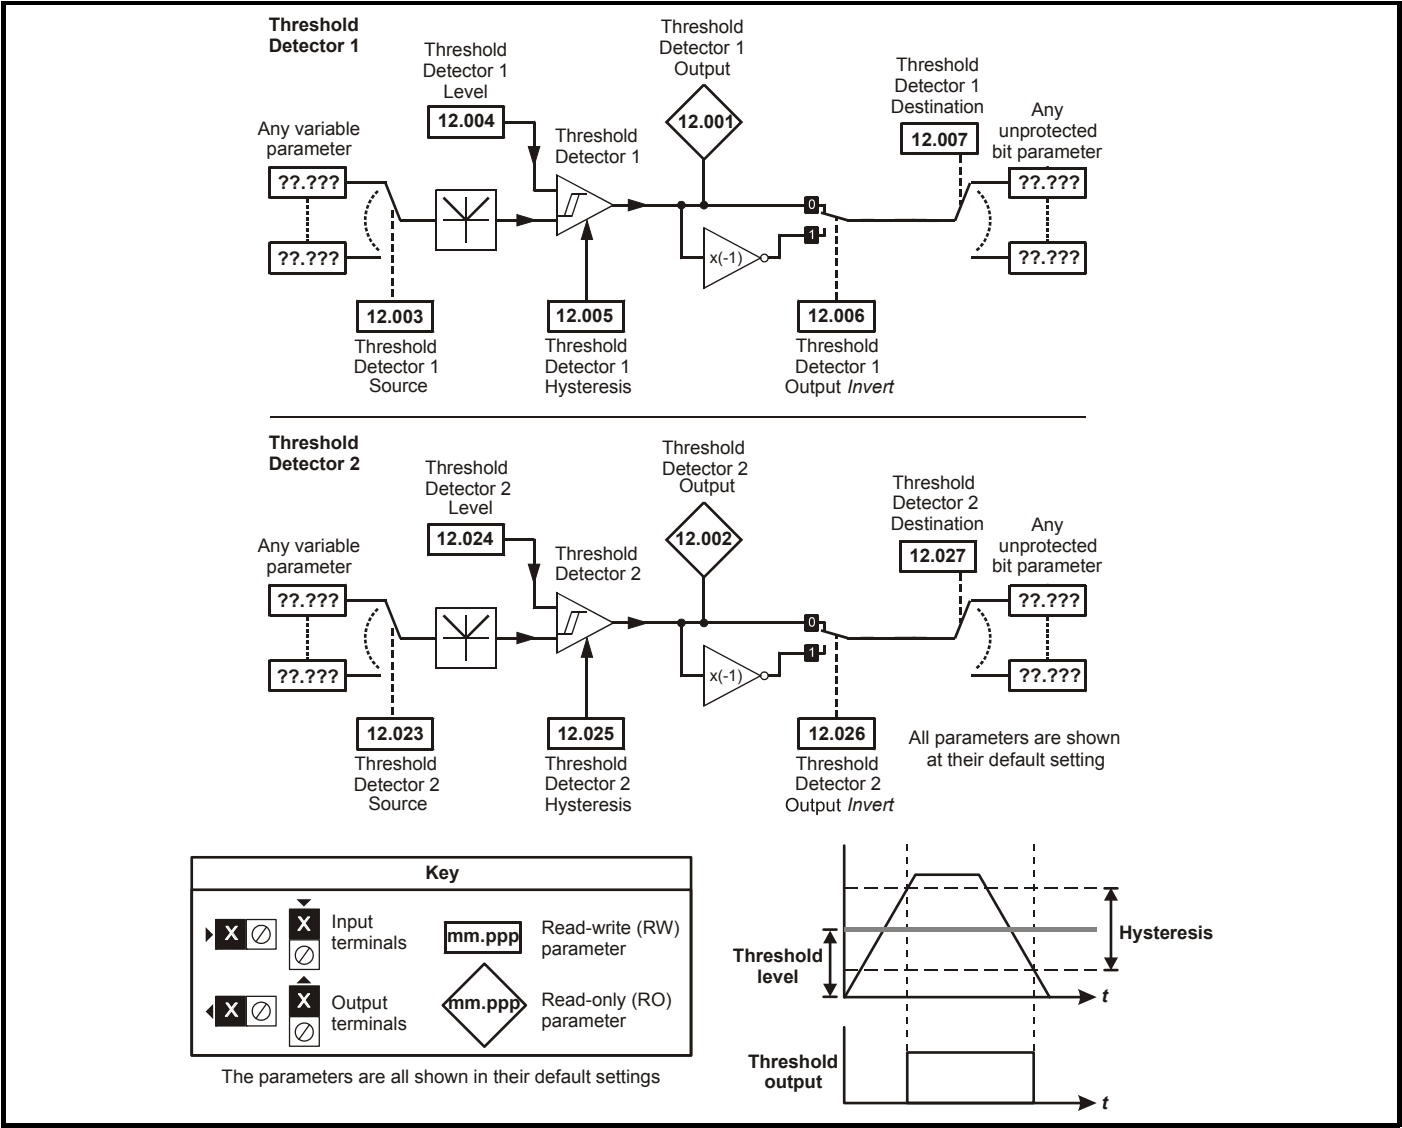 Threshold
Detector 1
Threshold
Detector 1
Level
12.004
Threshold
Detector 1
Output
12.001
Threshold
Detector 1
Destination
12.007
Any variable
parameter
??.???
??.???
Threshold
Detector 1
Any
unprotected
bit parameter
??.???
??.???
0
1
x(-1)
12.003
Threshold
Detector 1
Source
12.005
Threshold
Detector 1
Hysteresis
12.006
Threshold
Detector 1
Output Invert
Threshold
Detector 2
Threshold
Detector 2
Level
12.024
Threshold
Detector 2
Output
12.002
Threshold
Detector 2
Destination
12.027
Any variable
parameter
??.???
??.???
Threshold
Detector 2
Any
unprotected
bit parameter
??.???
??.???
0
1
x(-1)
12.023
Threshold
Detector 2
Source
12.025
Threshold
Detector 2
Hysteresis
12.026
Threshold
Detector 2
Output Invert
All parameters are shown
at their default setting
Key
X
X
Input
terminals
mm.ppp
Read-write (RW)
parameter
X
X
Output
terminals
mm.ppp
Read-only (RO)
parameter
The parameters are all shown in their default settings
Threshold
level
Hysteresis
t
Threshold
output
t